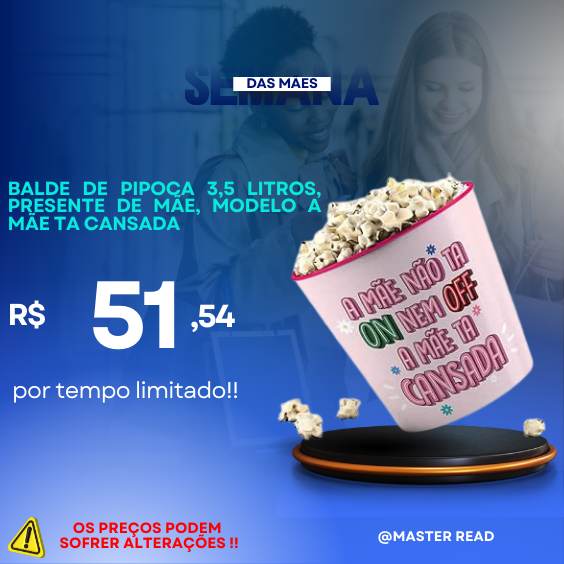 SEMANA
DAS MAES
BALDE DE PIPOCA 3,5 LITROS,
PRESENTE DE MÃE, MODELO A
MÃE TA CANSADA
R$ 51,54
por tempo limitado!!
A MÃE NÃO TA
ON NEM OFF
A MÃE TA
CANSADA
OS PREÇOS PODEM
SOFRER ALTERAÇÕES !!
@MASTER READ